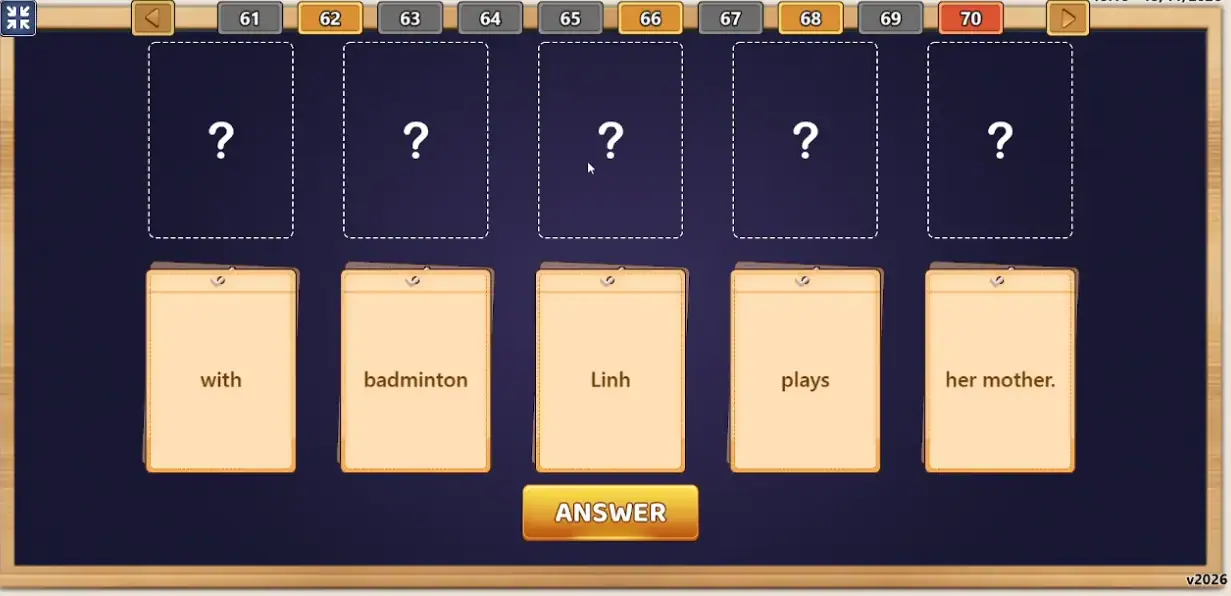 61 62 63 64 65 66 67 68 69 70
? ? ? ? ?
with badminton Linh plays her mother.
ANSWER
v2026